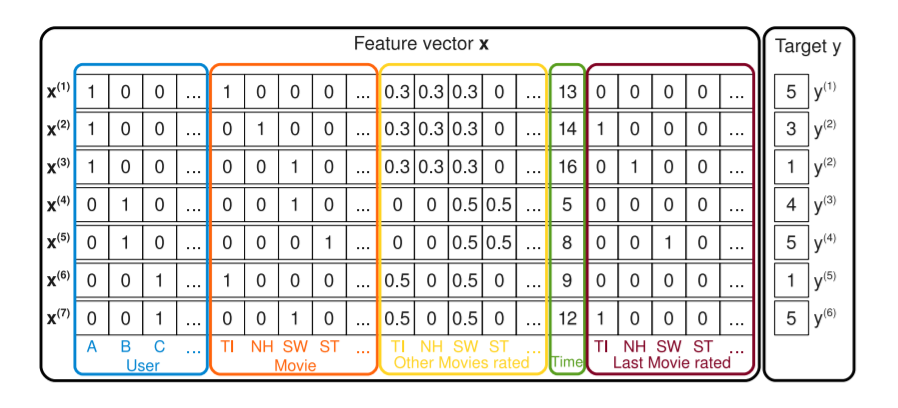 Feature vector x Target y
x(1) 1 0 0 ... 1 0 0 0 ... 0.3 0.3 0.3 0 ... 13 0 0 0 0 ... 5 y(1)
x(2) 1 0 0 ... 0 1 0 0 ... 0.3 0.3 0.3 0 ... 14 1 0 0 0 ... 3 y(2)
x(3) 1 0 0 ... 0 0 1 0 ... 0.3 0.3 0.3 0 ... 16 0 1 0 0 ... 1 y(2)
x(4) 0 1 0 ... 0 0 1 0 ... 0 0 0.5 0.5 ... 5 0 0 0 0 ... 4 y(3)
x(5) 0 1 0 ... 0 0 0 1 ... 0 0 0.5 0.5 ... 8 0 0 1 0 ... 5 y(4)
x(6) 0 0 1 ... 1 0 0 0 ... 0.5 0 0.5 0 ... 9 0 0 0 0 ... 1 y(5)
x(7) 0 0 1 ... 0 0 1 0 ... 0.5 0 0.5 0 ... 12 1 0 0 0 ... 5 y(6)
A B C ... TI NH SW ST ... TI NH SW ST ... TI NH SW ST ...
User Movie Other Movies rated Time Last Movie rated